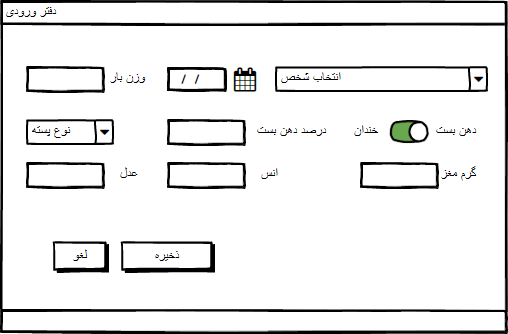 دفتر ورودی
انتخاب شخص / / وزن بار
دهن بست خندان درصد دهن بست نوع پسته
گرم مغز انس عدل
ذخیره لغو